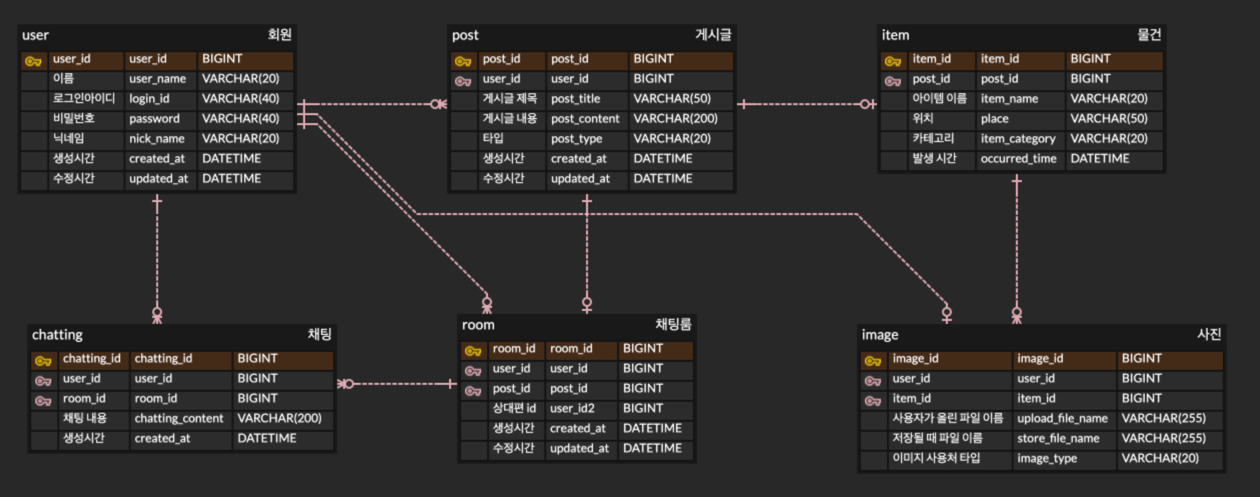 user 회원
user_id user_id BIGINT
이름 user_name VARCHAR(20)
로그인아이디 login_id VARCHAR(40)
비밀번호 password VARCHAR(40)
닉네임 nick_name VARCHAR(20)
생성시간 created_at DATETIME
수정시간 updated_at DATETIME
post 게시글
post_id post_id BIGINT
user_id user_id BIGINT
게시글 제목 post_title VARCHAR(50)
게시글 내용 post_content VARCHAR(200)
타입 post_type VARCHAR(20)
생성시간 created_at DATETIME
수정시간 updated_at DATETIME
item 물건
item_id item_id BIGINT
post_id post_id BIGINT
아이템 이름 item_name VARCHAR(20)
위치 place VARCHAR(50)
카테고리 item_category VARCHAR(20)
발생 시간 occurred_time DATETIME
chatting 채팅
chatting_id chatting_id BIGINT
user_id user_id BIGINT
room_id room_id BIGINT
채팅 내용 chatting_content VARCHAR(200)
생성시간 created_at DATETIME
room 채팅룸
room_id room_id BIGINT
user_id user_id BIGINT
post_id post_id BIGINT
상대편 id user_id2 BIGINT
생성시간 created_at DATETIME
수정시간 updated_at DATETIME
image 사진
image_id image_id BIGINT
user_id user_id BIGINT
item_id item_id BIGINT
사용자가 올린 파일 이름 upload_file_name VARCHAR(255)
저장될 때 파일 이름 store_file_name VARCHAR(255)
이미지 사용처 타입 image_type VARCHAR(20)